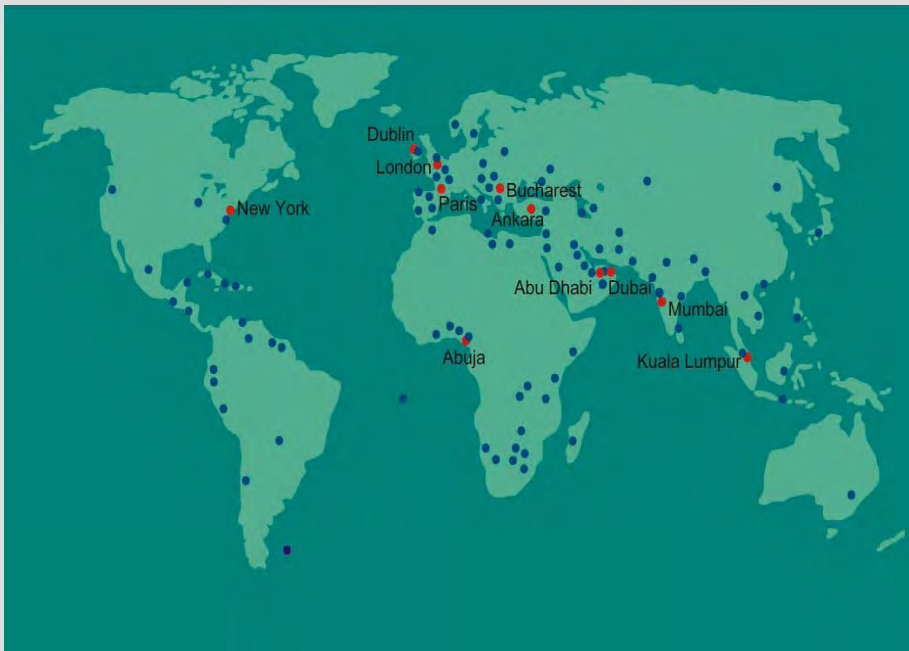 Dublin
London
Paris
Bucharest
Ankara
New York
Abu Dhabi
Dubai
Mumbai
Abuja
Kuala Lumpur